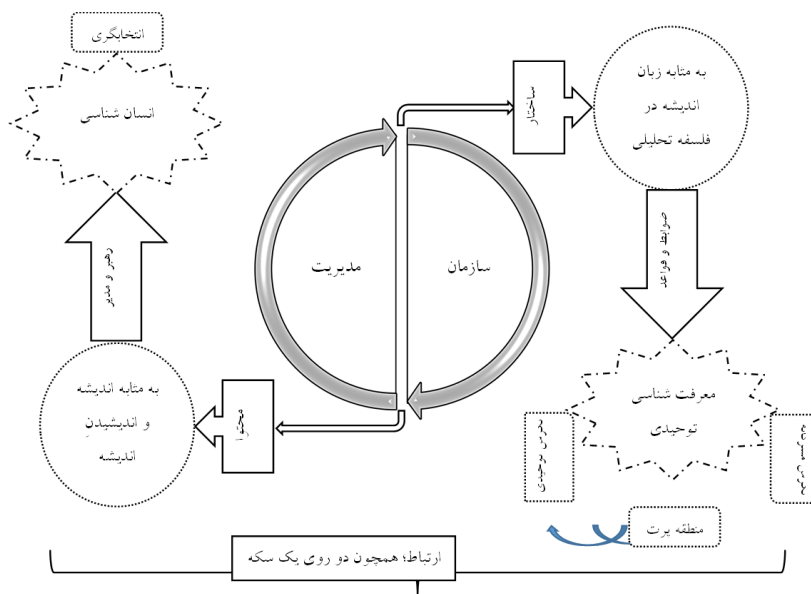 انتخابگری
انسان شناسی
رهبر و مدیر
به مثابه اندیشه
و اندیشیدنِ
اندیشه
محتوا
مدیریت
سازمان
ساختار
به مثابه زبان
اندیشه در
فلسفه تحلیلی
ضوابط و قواعد
معرفت شناسی
توحیدی
توحیدی
منطقه پرت
ارتباط؛ همچون دو روی یک سکه